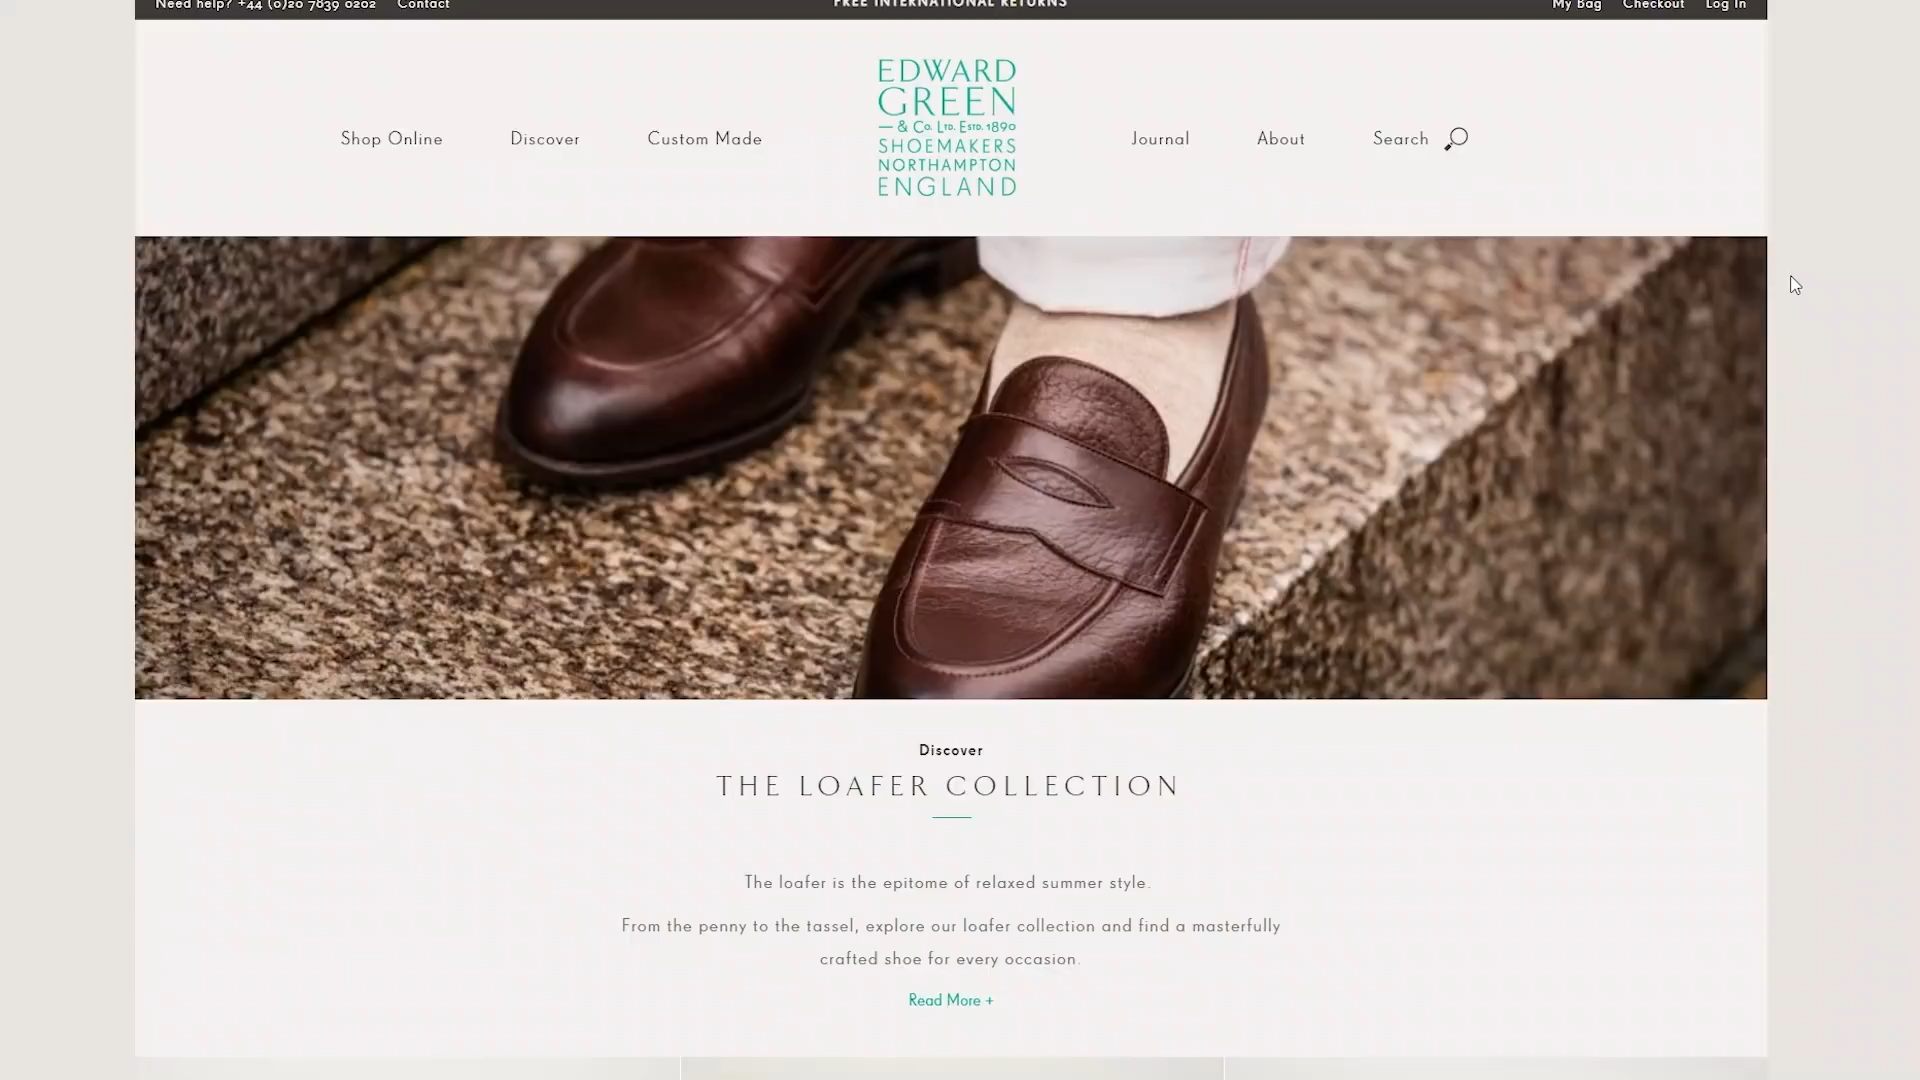 Need help? +44 (0)20 7839 0202 Contact
FREE INTERNATIONAL RETURNS
My Bag Checkout Log In
EDWARD
GREEN
— & Co. LTD. ESTD. 1890
SHOEMAKERS
NORTHAMPTON
ENGLAND
Shop Online Discover Custom Made
Journal About Search
Discover
THE LOAFER COLLECTION
The loafer is the epitome of relaxed summer style.
From the penny to the tassel, explore our loafer collection and find a masterfully
crafted shoe for every occasion.
Read More +